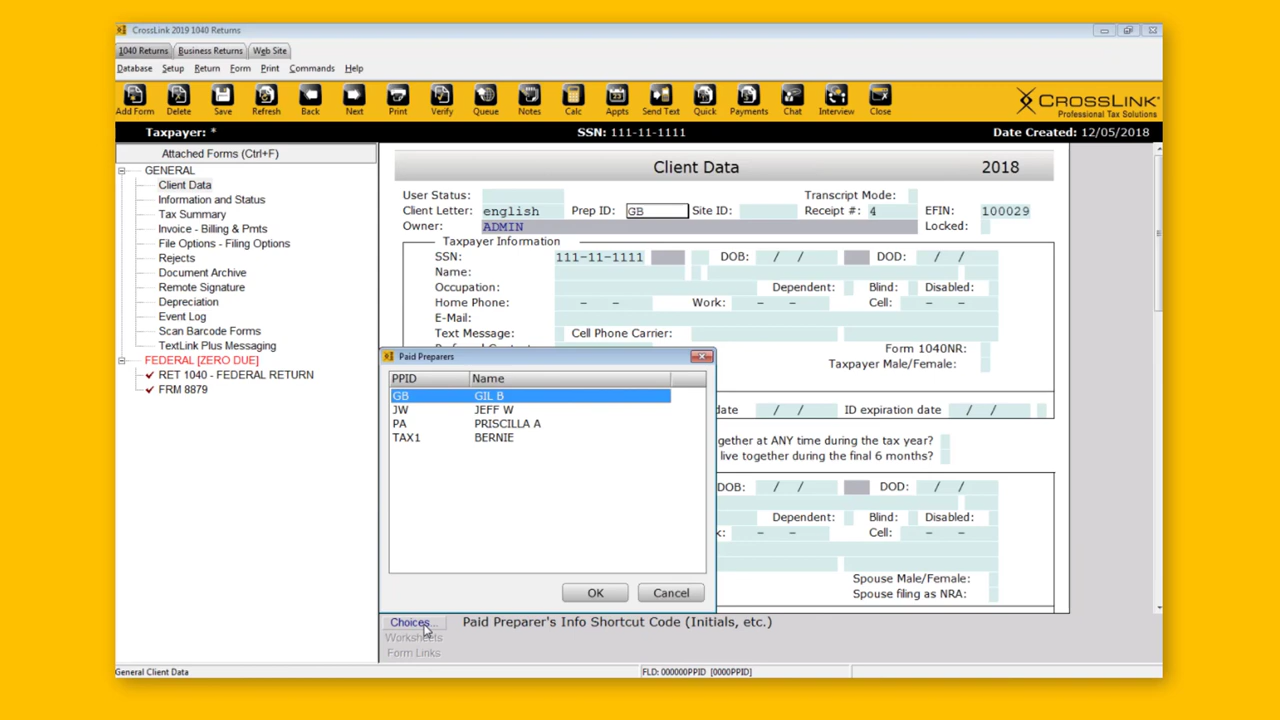 CrossLink 2019 1040 Returns
1040 Returns Business Returns Web Site
Database Setup Return Form Print Commands Help
Add Form Delete Save Refresh Back Next Print Verify Queue Notes Calc Appts Send Text Quick Payments Chat Interview Close
CROSSLINK
Professional Tax Solutions
Taxpayer: * SSN: 111-11-1111 Date Created: 12/05/2018
Attached Forms (Ctrl+F)
GENERAL
Client Data
Information and Status
Tax Summary
Invoice - Billing & Pmts
File Options - Filing Options
Rejects
Document Archive
Remote Signature
Depreciation
Event Log
Scan Barcode Forms
TextLink Plus Messaging
FEDERAL [ZERO DUE]
RET 1040 - FEDERAL RETURN
FRM 8879
Client Data 2018
User Status: Transcript Mode:
Client Letter: english Prep ID: GB Site ID: Receipt #: 4 EFIN: 100029
Owner: ADMIN Locked:
Taxpayer Information
SSN: 111-11-1111 DOB: / / DOD: / /
Name:
Occupation: Dependent: Blind: Disabled:
Home Phone: – – Work: – – Cell: – –
E-Mail:
Text Message: Cell Phone Carrier:
Form 1040NR:
Taxpayer Male/Female:
date / / ID expiration date / /
gether at ANY time during the tax year?
live together during the final 6 months?
DOB: / / DOD: / /
Dependent: Blind: Disabled:
k: – – Cell: – –
Spouse Male/Female:
Spouse filing as NRA:
Paid Preparers
PPID Name
GB GIL B
JW JEFF W
PA PRISCILLA A
TAX1 BERNIE
OK Cancel
Choices... Paid Preparer's Info Shortcut Code (Initials, etc.)
Worksheets
Form Links
General Client Data FLD: 000000PPID [0000PPID]